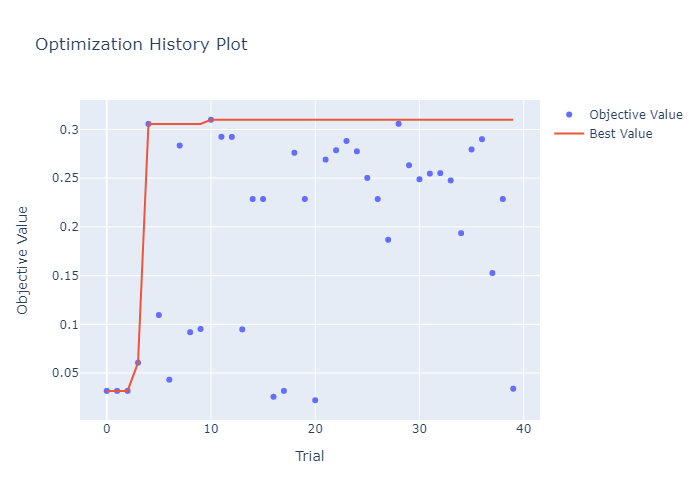 Optimization History Plot
Objective Value
Best Value
0.3
0.25
0.2
0.15
0.1
0.05
Objective Value
0
10
20
30
40
Trial